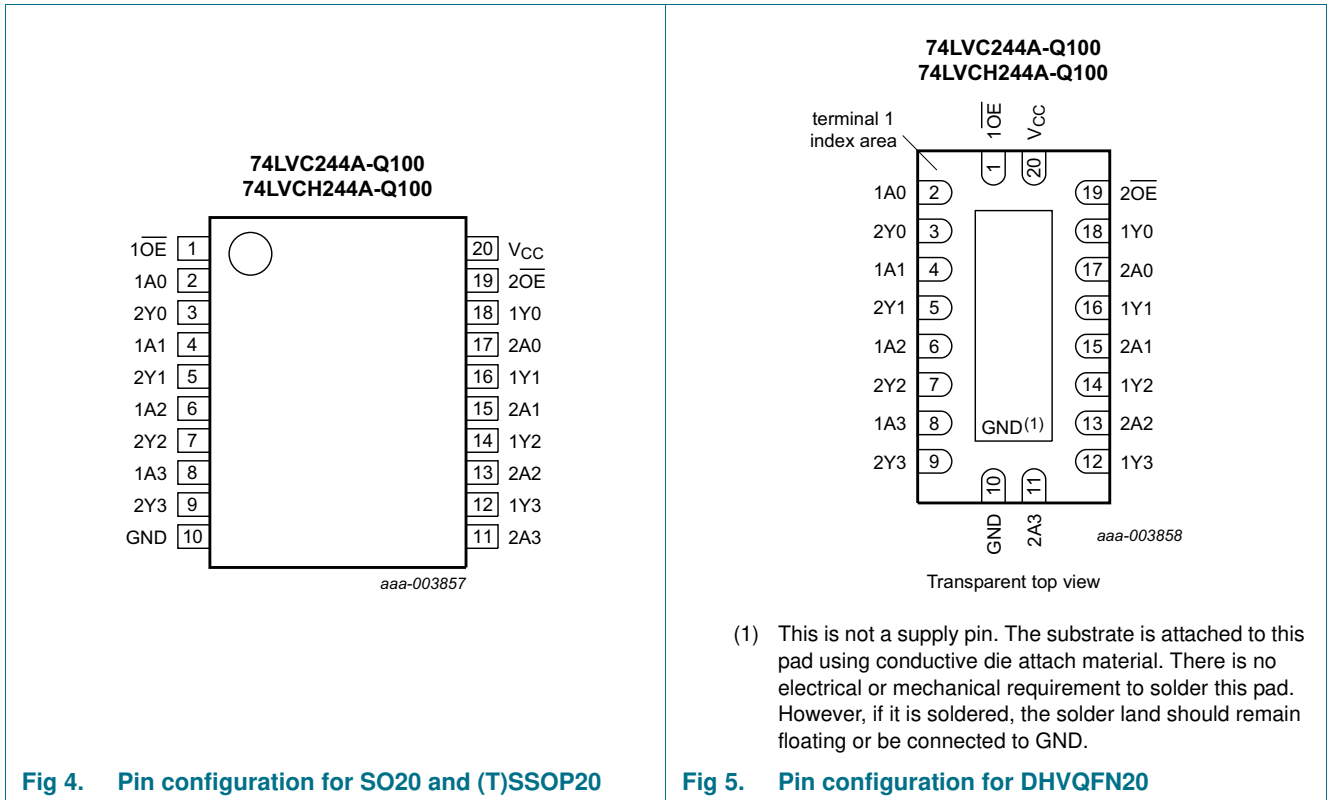 74LVC244A-Q100
74LVCH244A-Q100
1OE 1 20 VCC
1A0 2 19 2OE
2Y0 3 18 1Y0
1A1 4 17 2A0
2Y1 5 16 1Y1
1A2 6 15 2A1
2Y2 7 14 1Y2
1A3 8 13 2A2
2Y3 9 12 1Y3
GND 10 11 2A3
aaa-003857
Fig 4. Pin configuration for SO20 and (T)SSOP20
74LVC244A-Q100
74LVCH244A-Q100
terminal 1
index area
1OE VCC
1 20
1A0 2 19 2OE
2Y0 3 18 1Y0
1A1 4 17 2A0
2Y1 5 16 1Y1
1A2 6 15 2A1
2Y2 7 14 1Y2
1A3 8 GND(1) 13 2A2
2Y3 9 12 1Y3
10 11
GND 2A3
aaa-003858
Transparent top view
(1) This is not a supply pin. The substrate is attached to this
pad using conductive die attach material. There is no
electrical or mechanical requirement to solder this pad.
However, if it is soldered, the solder land should remain
floating or be connected to GND.
Fig 5. Pin configuration for DHVQFN20